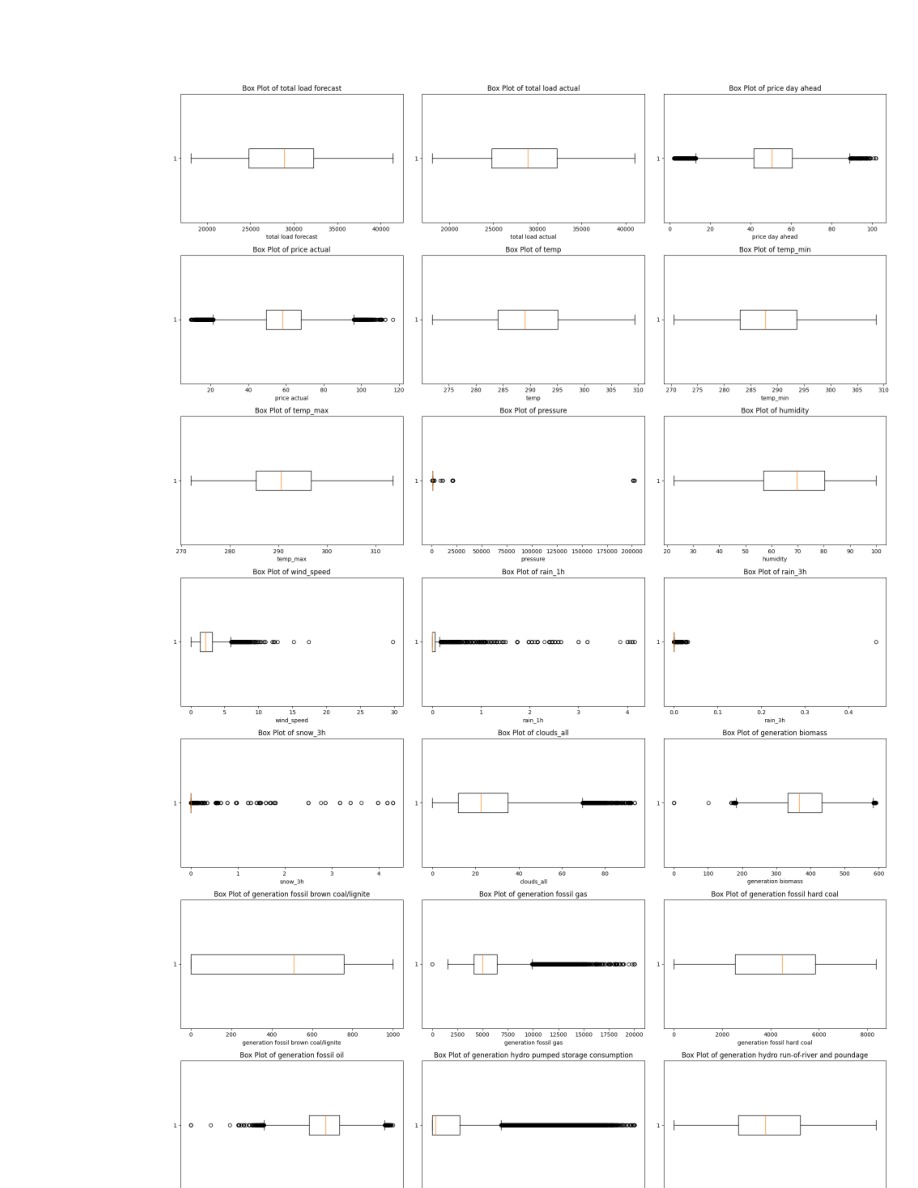 Box Plot of total load forecast Box Plot of total load actual Box Plot of price day ahead
1 1 1
20000 25000 30000 35000 40000 20000 25000 30000 35000 40000 0 20 40 60 80 100
total load forecast total load actual price day ahead
Box Plot of price actual Box Plot of temp Box Plot of temp_min
1 1 1
20 40 60 80 100 120 275 280 285 290 295 300 305 310 270 275 280 285 290 295 300 305 310
price actual temp temp_min
Box Plot of temp_max Box Plot of pressure Box Plot of humidity
1 1 1
270 280 290 300 310 0 25000 50000 75000 100000 125000 150000 175000 200000 20 30 40 50 60 70 80 90 100
temp_max pressure humidity
Box Plot of wind_speed Box Plot of rain_1h Box Plot of rain_3h
1 1 1
0 5 10 15 20 25 30 0 1 2 3 4 0.0 0.1 0.2 0.3 0.4
wind_speed rain_1h rain_3h
Box Plot of snow_3h Box Plot of clouds_all Box Plot of generation biomass
1 1 1
0 1 2 3 4 0 20 40 60 80 0 100 200 300 400 500 600
snow_3h clouds_all generation biomass
Box Plot of generation fossil brown coal/lignite Box Plot of generation fossil gas Box Plot of generation fossil hard coal
1 1 1
0 200 400 600 800 1000 0 2500 5000 7500 10000 12500 15000 17500 20000 0 2000 4000 6000 8000
generation fossil brown coal/lignite generation fossil gas generation fossil hard coal
Box Plot of generation fossil oil Box Plot of generation hydro pumped storage consumption Box Plot of generation hydro run-of-river and poundage
1 1 1